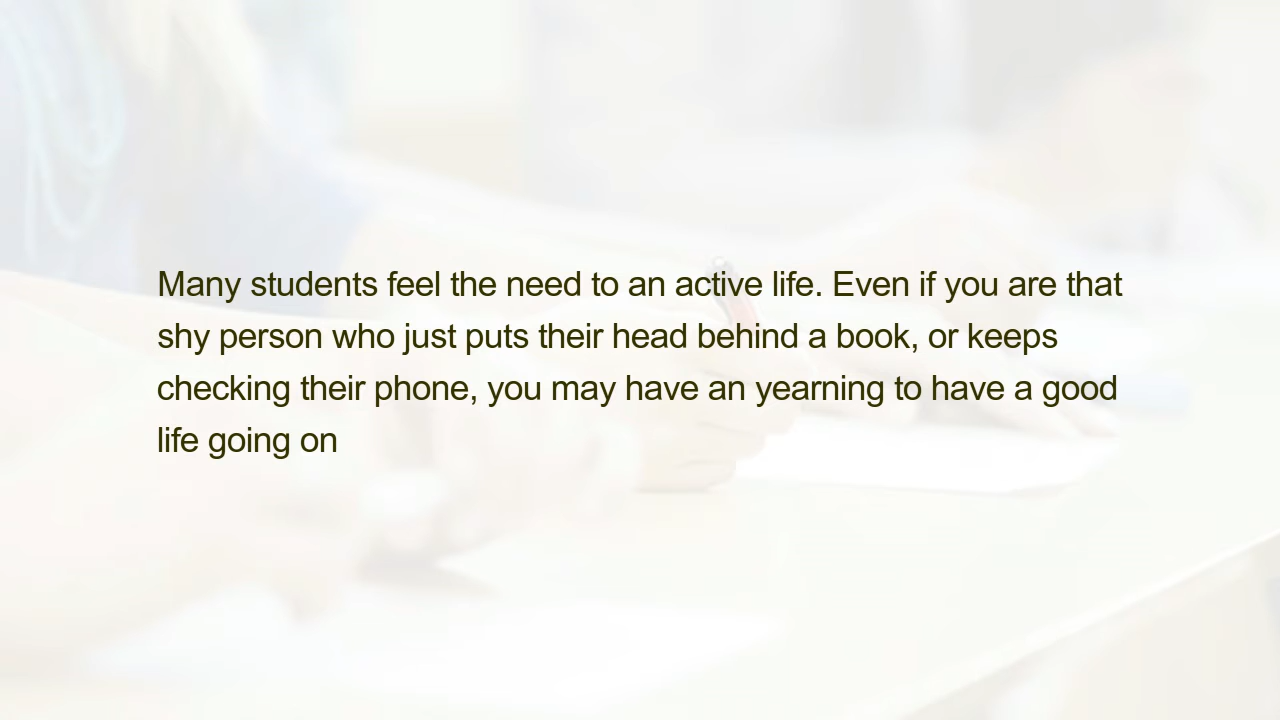 Many students feel the need to an active life. Even if you are that
shy person who just puts their head behind a book, or keeps
checking their phone, you may have an yearning to have a good
life going on